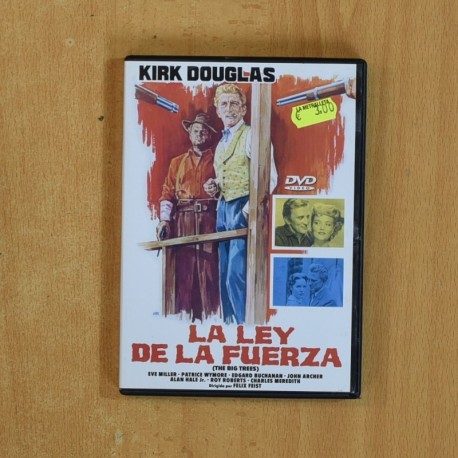 KIRK DOUGLAS
LA METRALLETA
€ 3,00
DVD
VIDEO
LA LEY
DE LA FUERZA
(THE BIG TREES)
EVE MILLER - PATRICE WYMORE - EDGARD BUCHANAN - JOHN ARCHER
ALAN HALE Jr. - ROY ROBERTS - CHARLES MEREDITH
Dirigida por FELIX FEIST